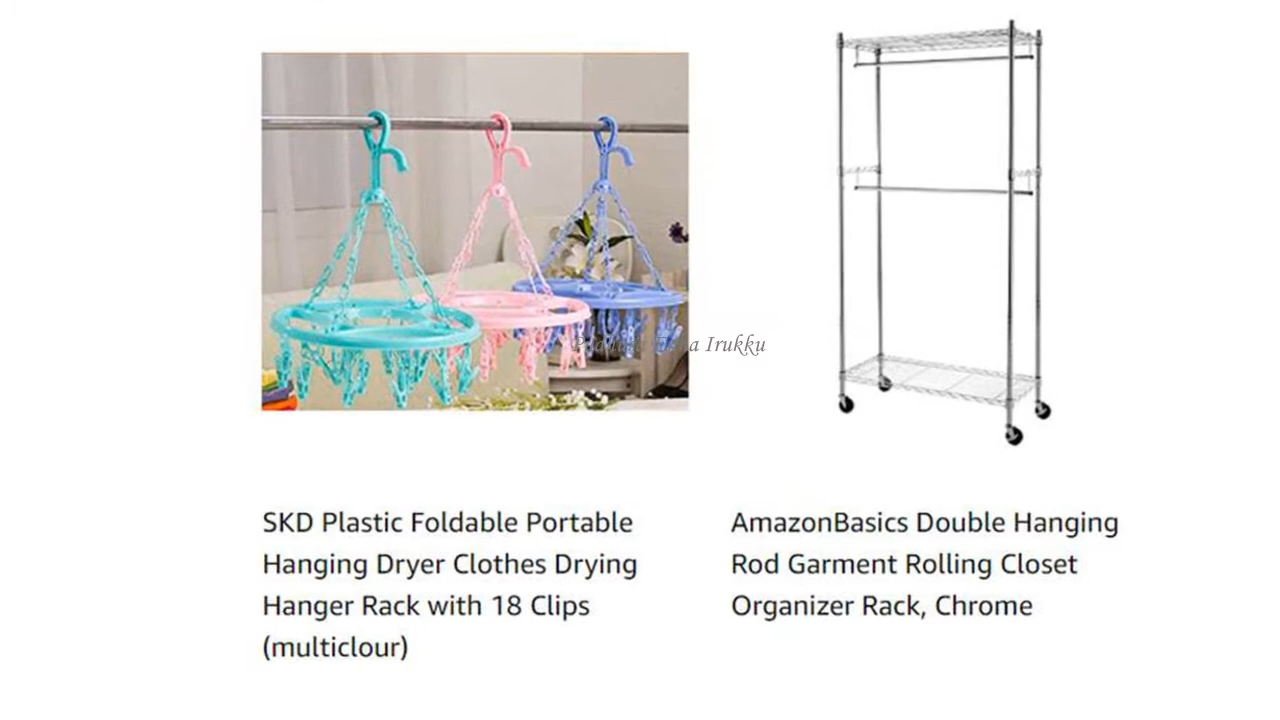 SKD Plastic Foldable Portable
Hanging Dryer Clothes Drying
Hanger Rack with 18 Clips
(multiclour)
AmazonBasics Double Hanging
Rod Garment Rolling Closet
Organizer Rack, Chrome
Irukku